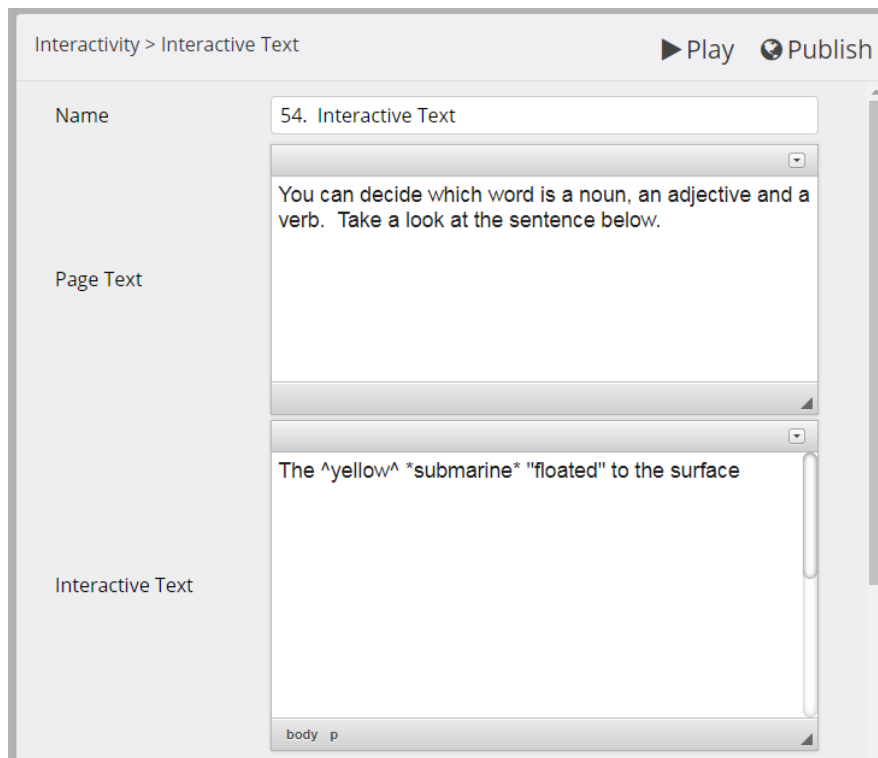 Interactivity > Interactive Text
Play Publish
Name
54.  Interactive Text
Page Text
You can decide which word is a noun, an adjective and a
verb.  Take a look at the sentence below.
Interactive Text
The ^yellow^ *submarine* "floated" to the surface
body p